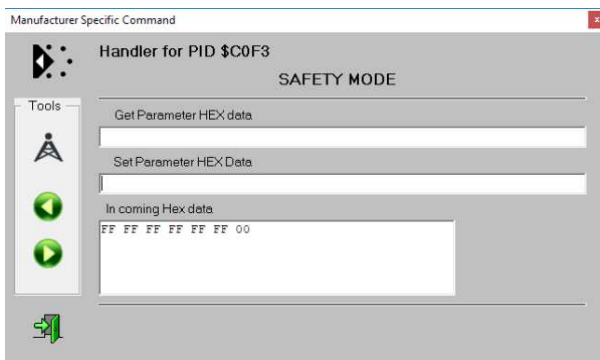 Manufacturer Specific Command
x
Handler for PID $C0F3
SAFETY MODE
Tools
Get Parameter HEX data
Set Parameter HEX Data
In coming Hex data
FF FF FF FF FF FF 00